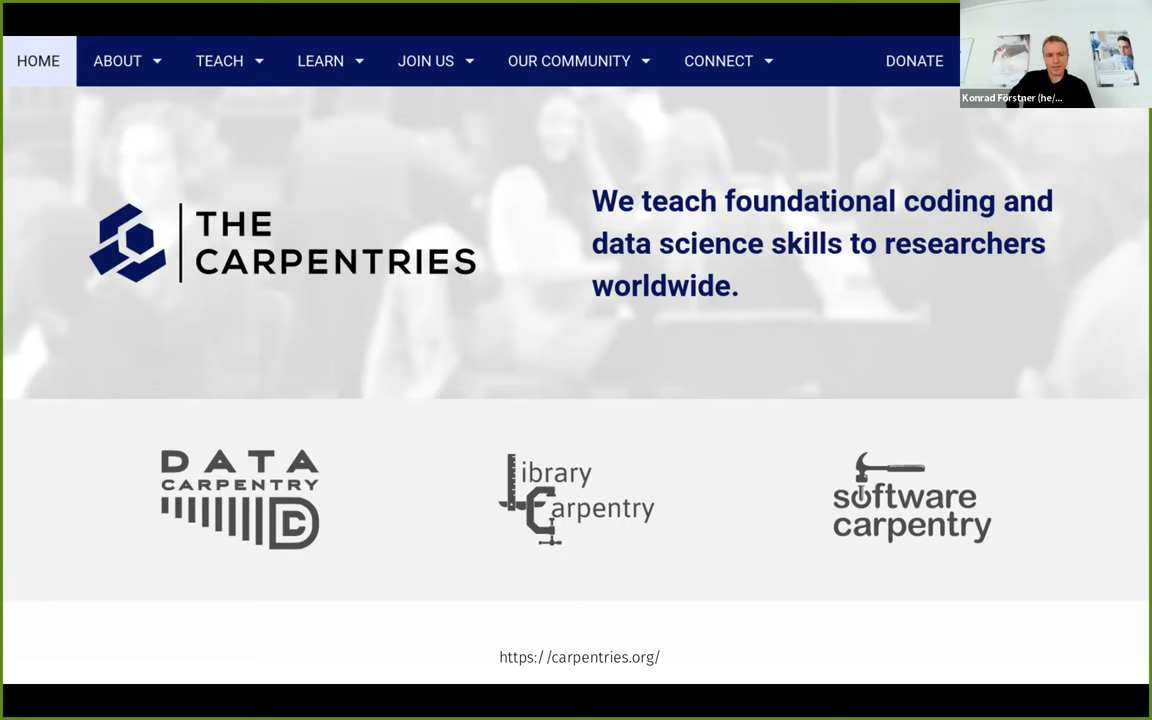 HOME ABOUT TEACH LEARN JOIN US OUR COMMUNITY CONNECT DONATE
Konrad Förstner (he/...
THE
CARPENTRIES
We teach foundational coding and
data science skills to researchers
worldwide.
DATA
CARPENTRY
DC
Library
Carpentry
software
carpentry
https://carpentries.org/